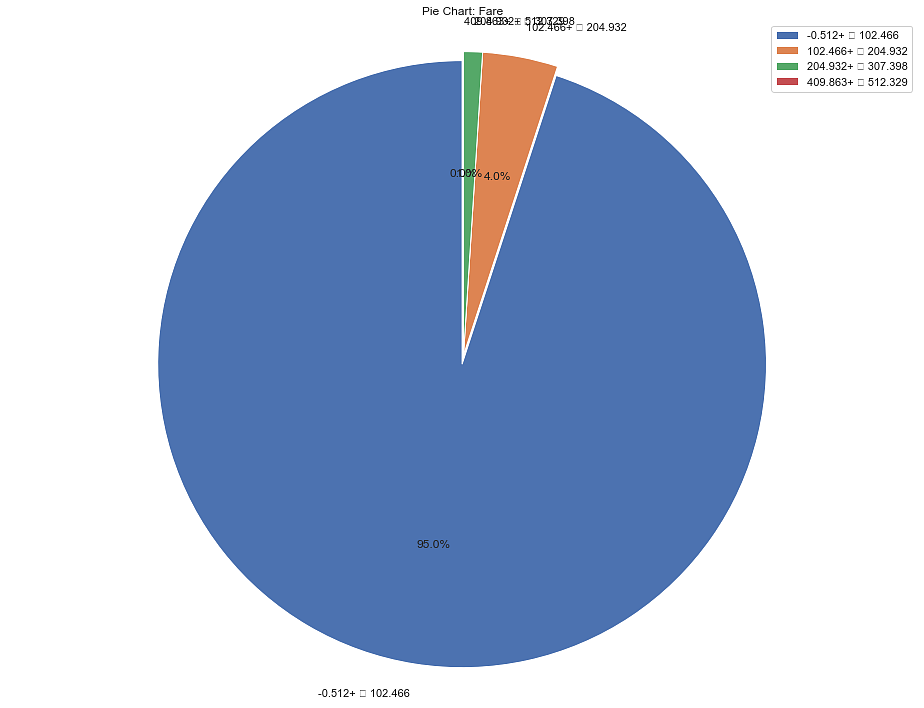 Pie Chart: Fare
102.466+ 􀀀 204.932
-0.512+ 􀀀 102.466
102.466+ 􀀀 204.932
204.932+ 􀀀 307.398
409.863+ 􀀀 512.329
4.0%
95.0%
-0.512+ 􀀀 102.466